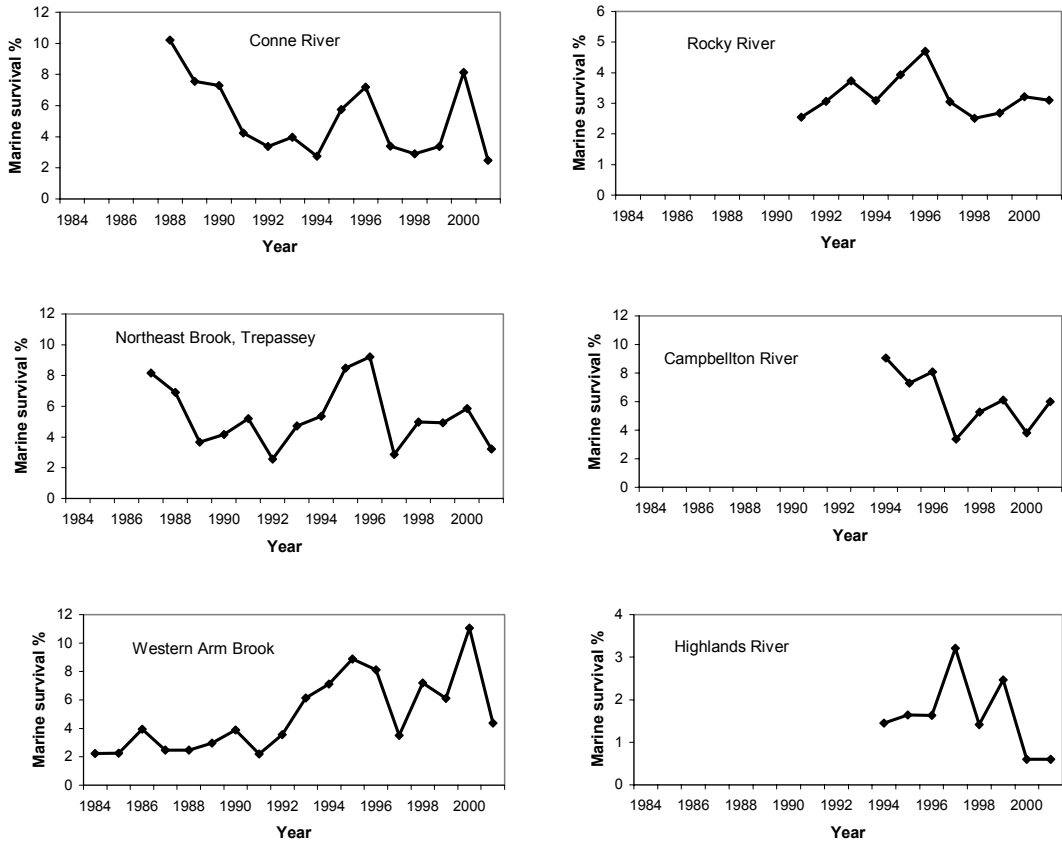 Conne River
Marine survival %
12
10
8
6
4
2
0
1984 1986 1988 1990 1992 1994 1996 1998 2000
Year
Rocky River
Marine survival %
6
5
4
3
2
1
0
1984 1986 1988 1990 1992 1994 1996 1998 2000
Year
Northeast Brook, Trepassey
Marine survival %
12
10
8
6
4
2
0
1984 1986 1988 1990 1992 1994 1996 1998 2000
Year
Campbellton River
Marine survival %
12
10
8
6
4
2
0
1984 1986 1988 1990 1992 1994 1996 1998 2000
Year
Western Arm Brook
Marine survival %
12
10
8
6
4
2
0
1984 1986 1988 1990 1992 1994 1996 1998 2000
Year
Highlands River
Marine survival %
4
3
2
1
0
1984 1986 1988 1990 1992 1994 1996 1998 2000
Year